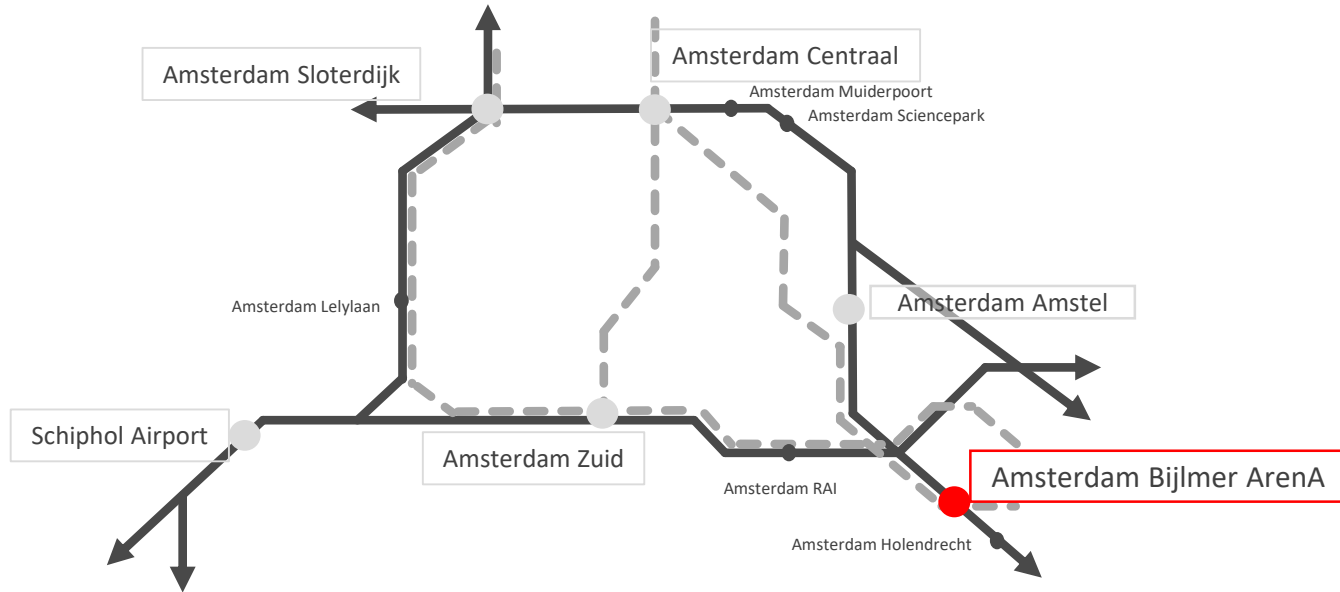 Amsterdam Sloterdijk
Amsterdam Centraal
Amsterdam Muiderpoort
Amsterdam Sciencepark
Amsterdam Lelylaan
Amsterdam Amstel
Schiphol Airport
Amsterdam Zuid
Amsterdam RAI
Amsterdam Bijlmer ArenA
Amsterdam Holendrecht